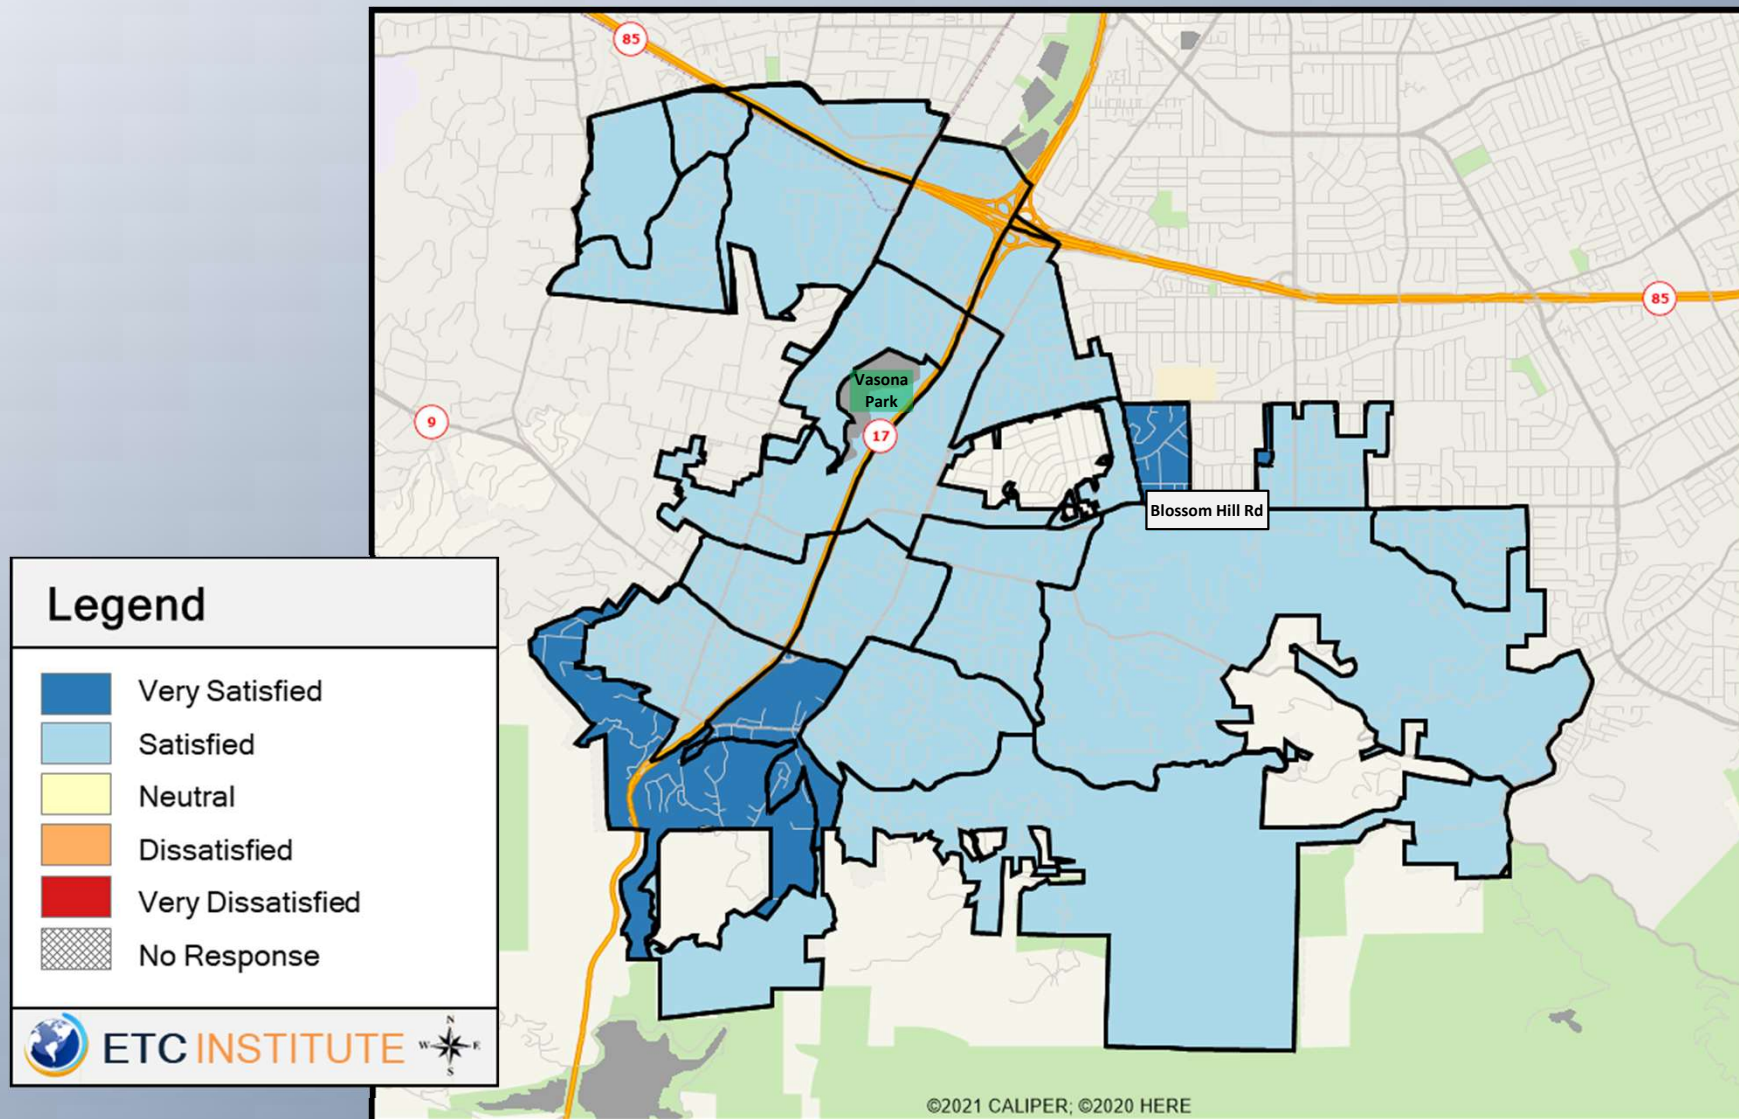 85
85
9
Vasona
Park
17
Blossom Hill Rd
Legend
Very Satisfied
Satisfied
Neutral
Dissatisfied
Very Dissatisfied
No Response
ETC INSTITUTE
N
W E
S
©2021 CALIPER; ©2020 HERE